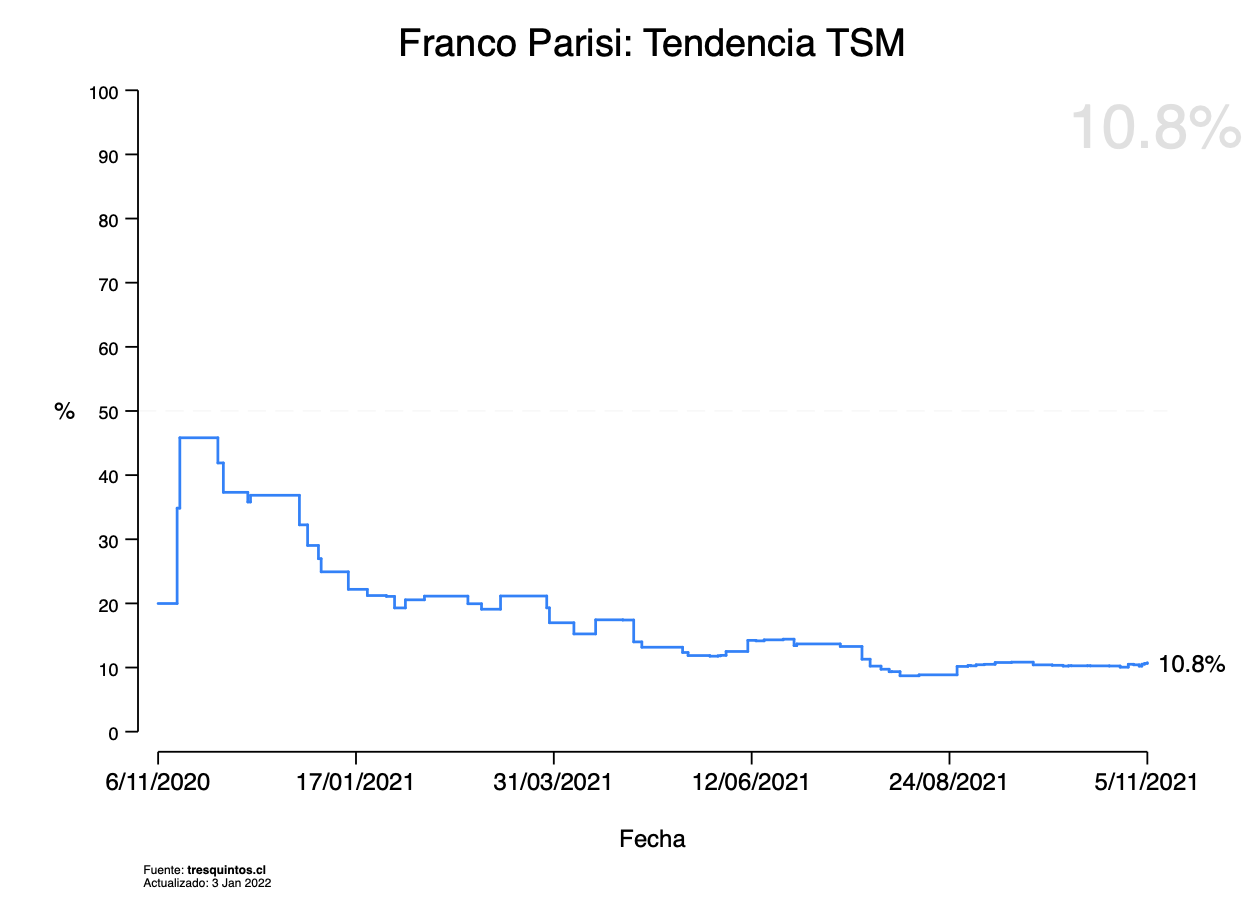 Franco Parisi: Tendencia TSM
10.8%
100
90
80
70
60
% 50
40
30
20
10
0
10.8%
6/11/2020 17/01/2021 31/03/2021 12/06/2021 24/08/2021 5/11/2021
Fecha
Fuente: tresquintos.cl
Actualizado: 3 Jan 2022